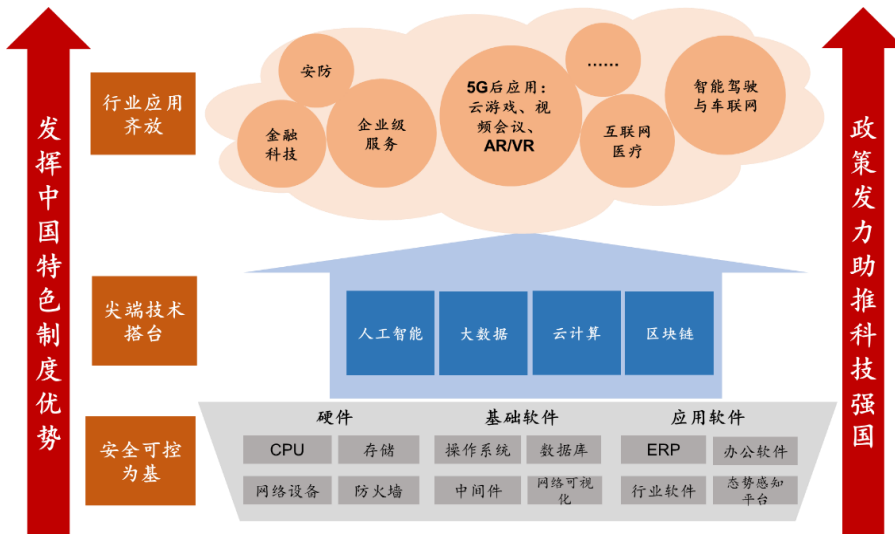 发挥中国特色制度优势
行业应用
齐放
安防
金融
科技
企业级
服务
5G后应用：
云游戏、视
频会议、
AR/VR
……
互联网
医疗
智能驾驶
与车联网
政策发力助推科技强国
尖端技术
搭台
人工智能
大数据
云计算
区块链
安全可控
为基
硬件
CPU
存储
网络设备
防火墙
基础软件
操作系统
数据库
中间件
网络可视
化
应用软件
ERP
办公软件
行业软件
态势感知
平台